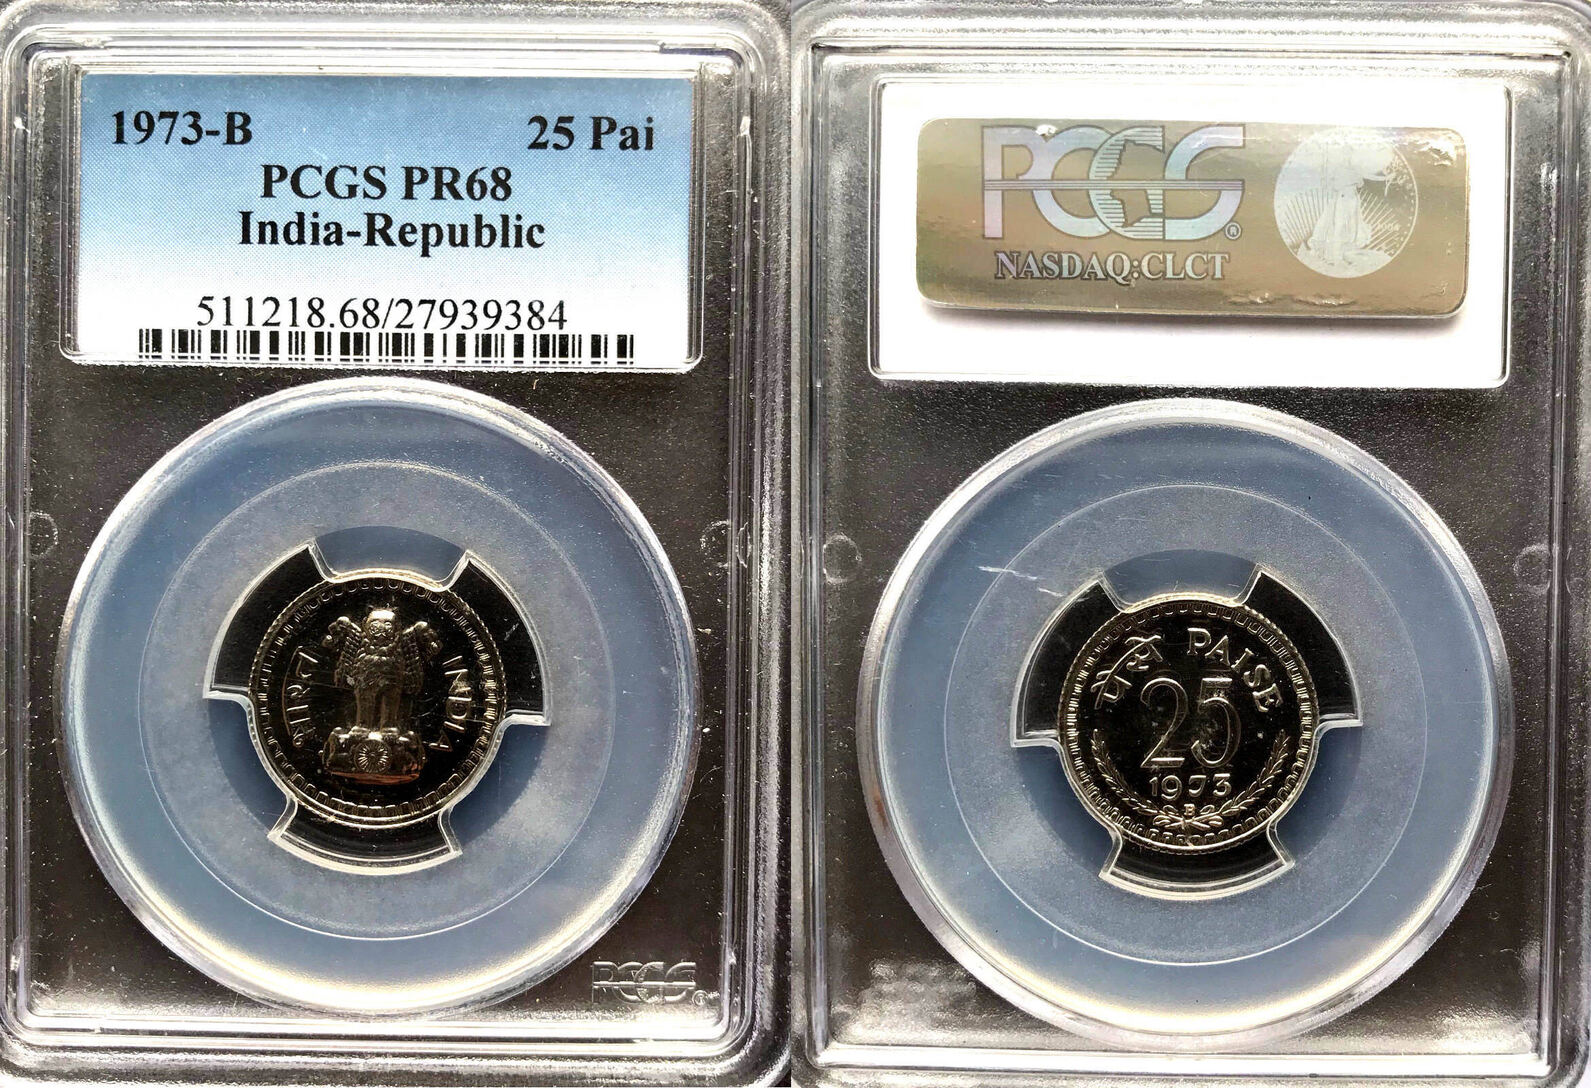 1973-B 25 Pai
PCGS PR68
India-Republic
511218.68/27939384
भारत INDIA
PCGS
PCGS
NASDAQ:CLCT
पैसे PAISE
25
1973
B